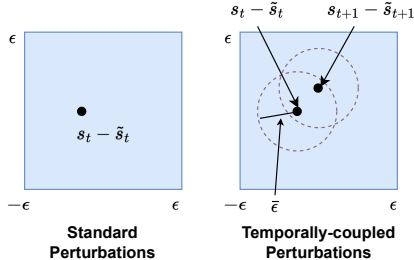 ϵ
s_t − s̃_t
−ϵ
ϵ
Standard
Perturbations
s_t − s̃_t
s_{t+1} − s̃_{t+1}
ϵ
ϵ̄
−ϵ
ϵ
Temporally-coupled
Perturbations